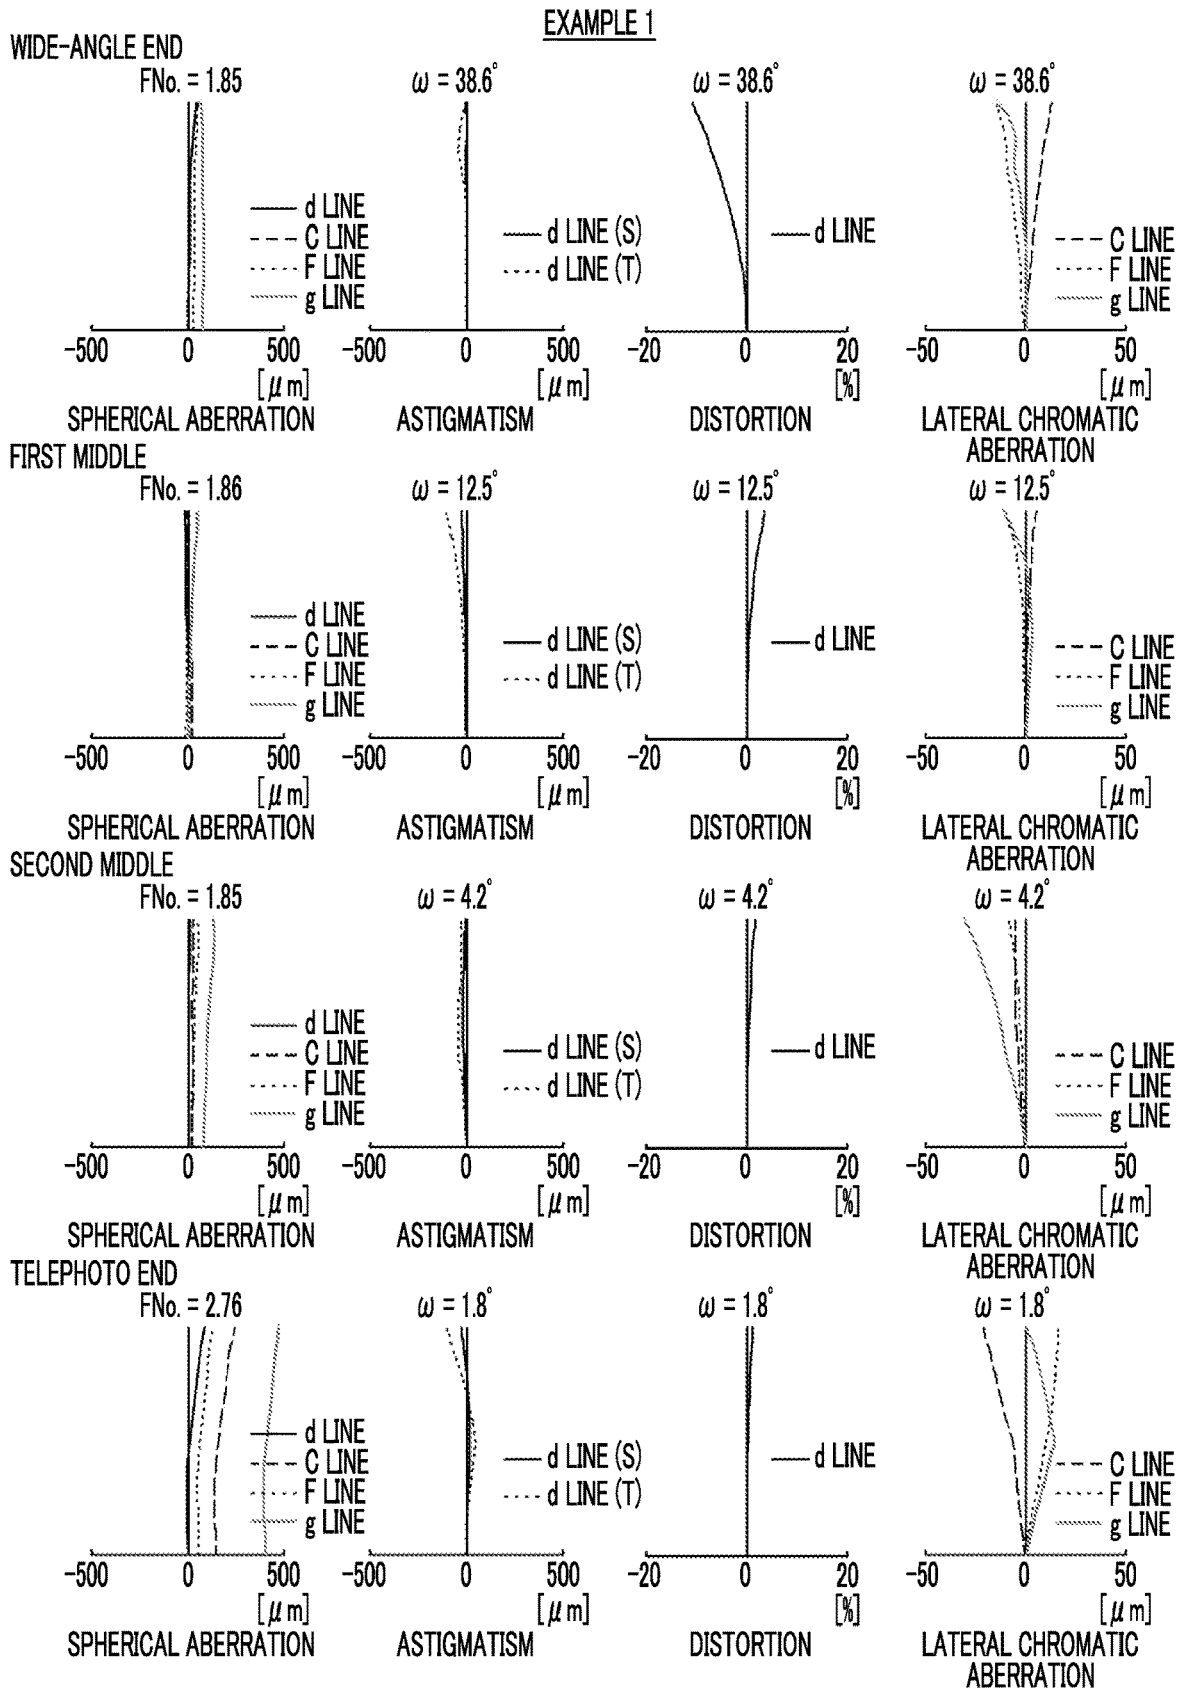 EXAMPLE 1
WIDE-ANGLE END
FNo. = 1.85
ω = 38.6°
ω = 38.6°
ω = 38.6°
d LINE
C LINE
F LINE
g LINE
d LINE (S)
d LINE (T)
d LINE
C LINE
F LINE
g LINE
-500 0 500
-500 0 500
-20 0 20
-50 0 50
[μm]
[μm]
[%]
[μm]
SPHERICAL ABERRATION
ASTIGMATISM
DISTORTION
LATERAL CHROMATIC
ABERRATION
FIRST MIDDLE
FNo. = 1.86
ω = 12.5°
ω = 12.5°
ω = 12.5°
d LINE
C LINE
F LINE
g LINE
d LINE (S)
d LINE (T)
d LINE
C LINE
F LINE
g LINE
-500 0 500
-500 0 500
-20 0 20
-50 0 50
[μm]
[μm]
[%]
[μm]
SPHERICAL ABERRATION
ASTIGMATISM
DISTORTION
LATERAL CHROMATIC
ABERRATION
SECOND MIDDLE
FNo. = 1.85
ω = 4.2°
ω = 4.2°
ω = 4.2°
d LINE
C LINE
F LINE
g LINE
d LINE (S)
d LINE (T)
d LINE
C LINE
F LINE
g LINE
-500 0 500
-500 0 500
-20 0 20
-50 0 50
[μm]
[μm]
[%]
[μm]
SPHERICAL ABERRATION
ASTIGMATISM
DISTORTION
LATERAL CHROMATIC
ABERRATION
TELEPHOTO END
FNo. = 2.76
ω = 1.8°
ω = 1.8°
ω = 1.8°
d LINE
C LINE
F LINE
g LINE
d LINE (S)
d LINE (T)
d LINE
C LINE
F LINE
g LINE
-500 0 500
-500 0 500
-20 0 20
-50 0 50
[μm]
[μm]
[%]
[μm]
SPHERICAL ABERRATION
ASTIGMATISM
DISTORTION
LATERAL CHROMATIC
ABERRATION